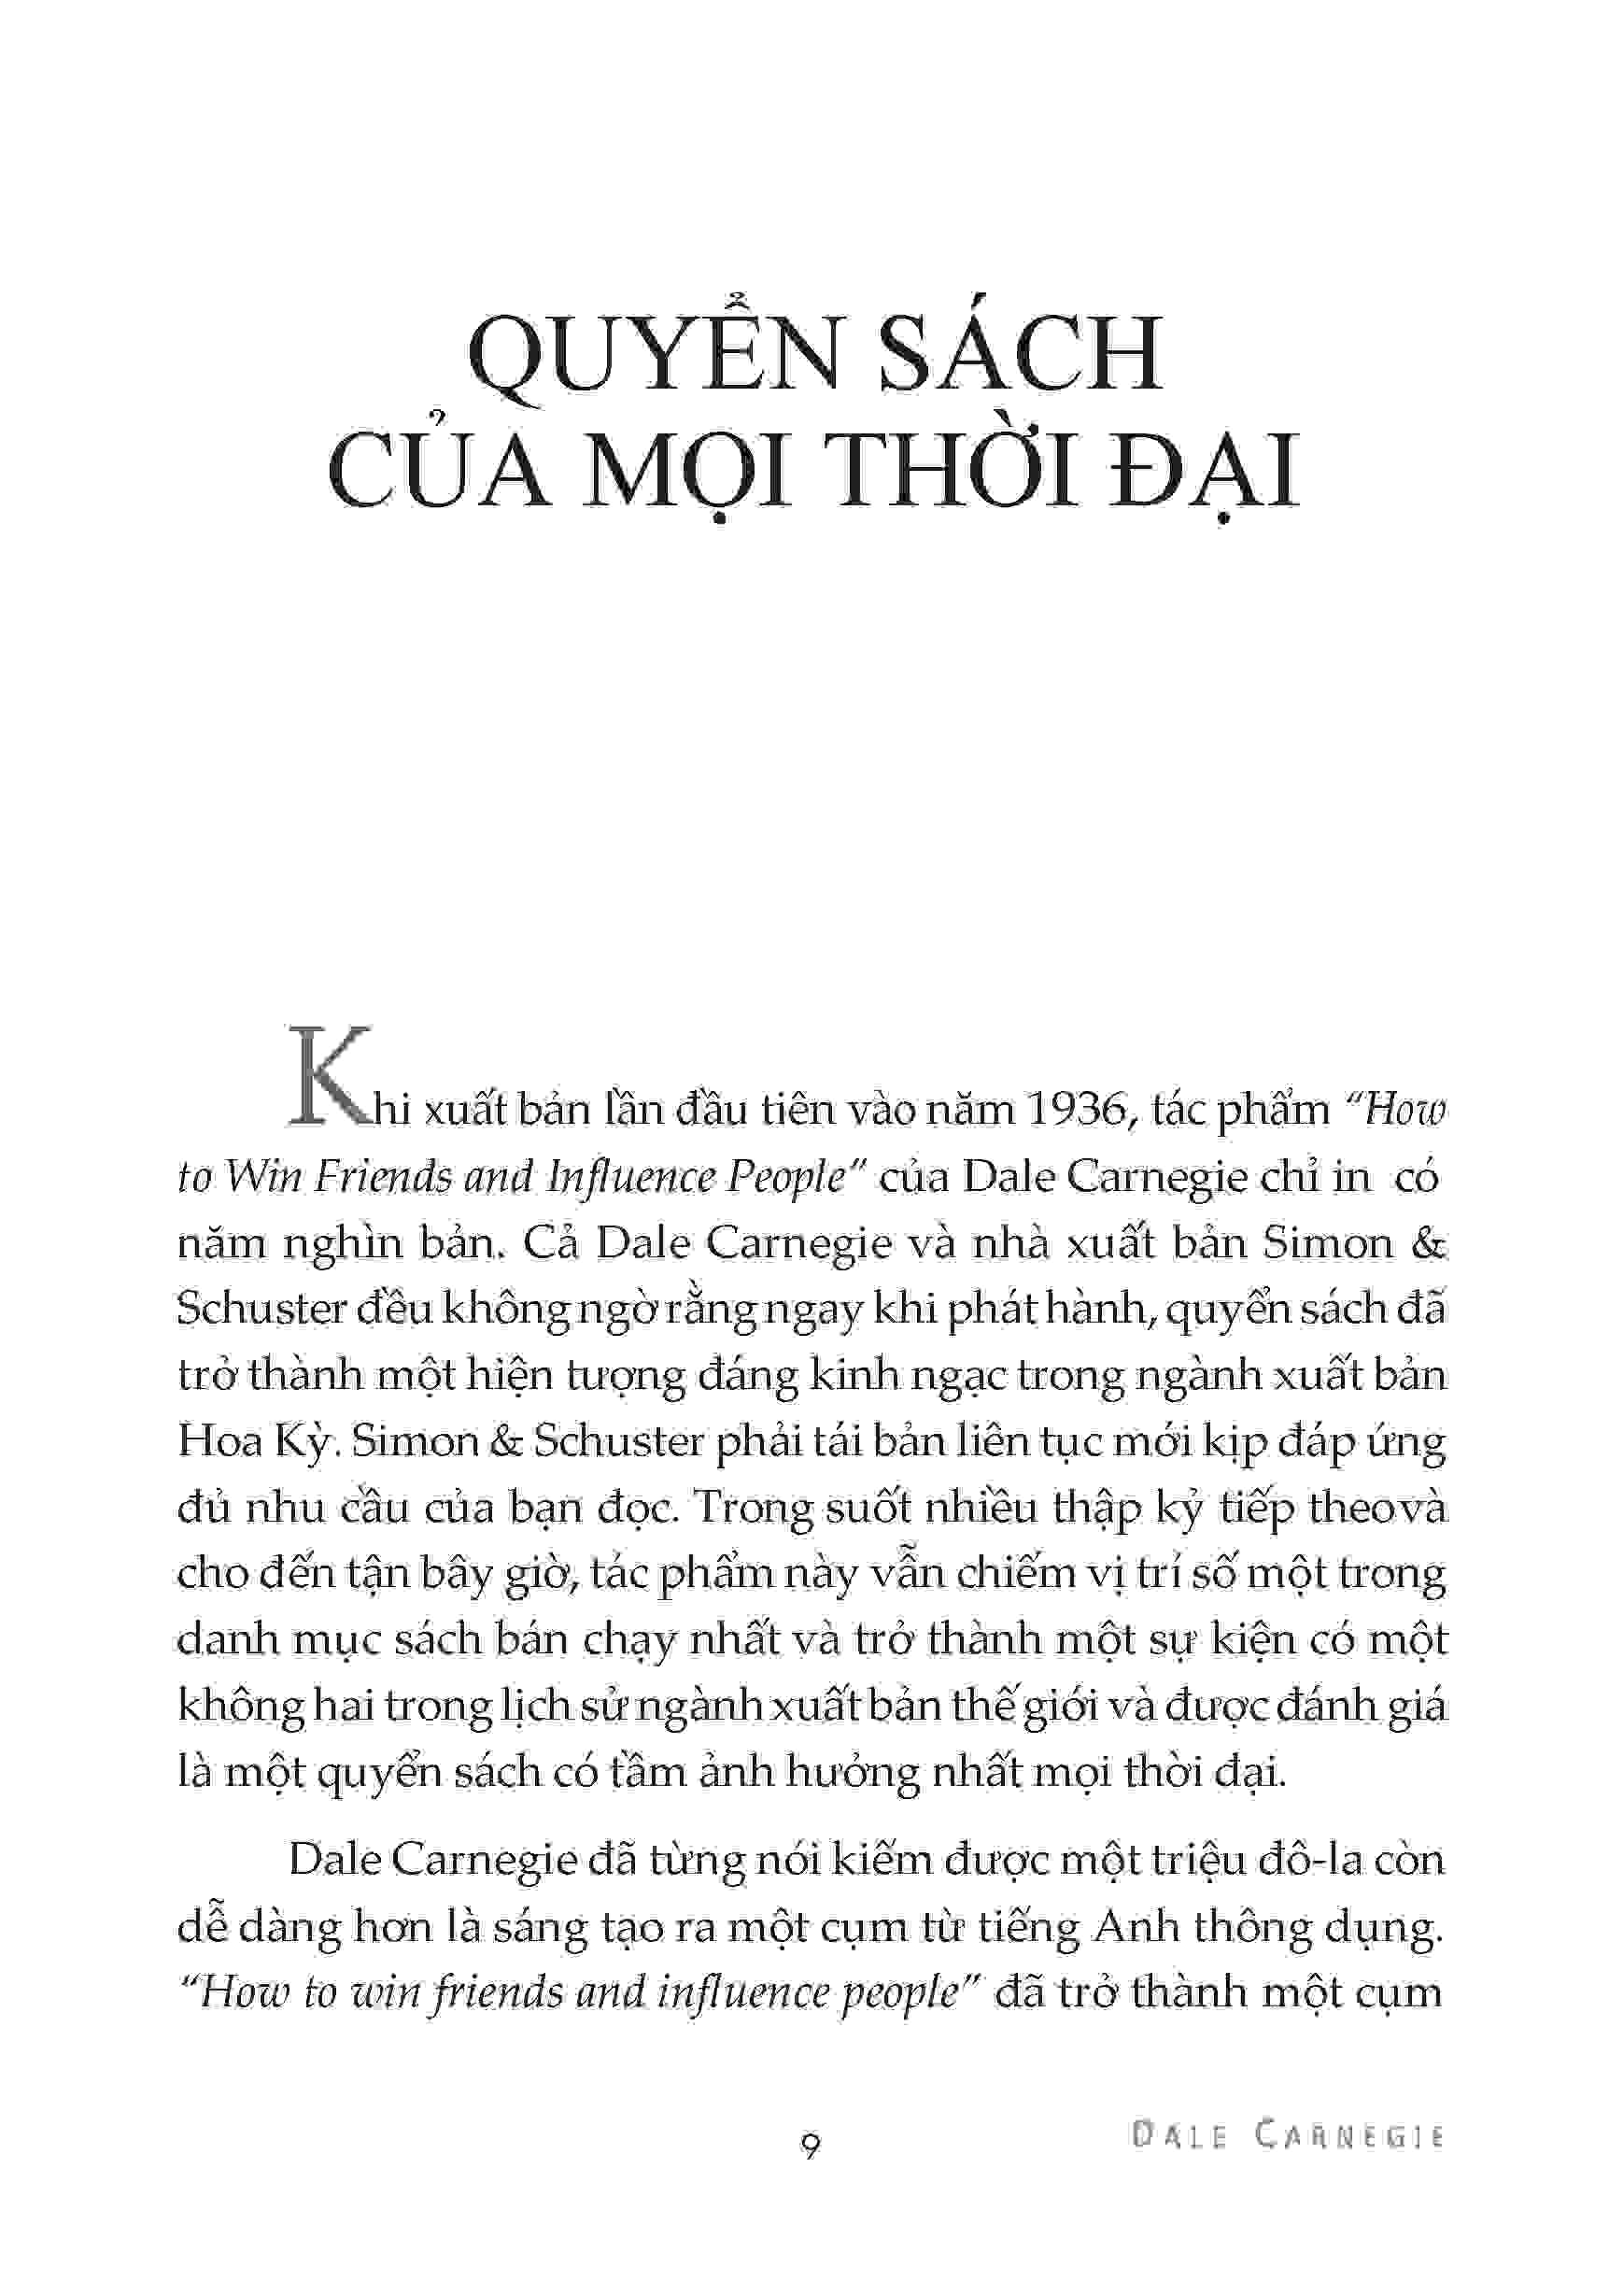 QUYỂN SÁCH
CỦA MỌI THỜI ĐẠI
Khi xuất bản lần đầu tiên vào năm 1936, tác phẩm “How
to Win Friends and Influence People” của Dale Carnegie chỉ in có
năm nghìn bản. Cả Dale Carnegie và nhà xuất bản Simon &
Schuster đều không ngờ rằng ngay khi phát hành, quyển sách đã
trở thành một hiện tượng đáng kinh ngạc trong ngành xuất bản
Hoa Kỳ. Simon & Schuster phải tái bản liên tục mới kịp đáp ứng
đủ nhu cầu của bạn đọc. Trong suốt nhiều thập kỷ tiếp theovà
cho đến tận bây giờ, tác phẩm này vẫn chiếm vị trí số một trong
danh mục sách bán chạy nhất và trở thành một sự kiện có một
không hai trong lịch sử ngành xuất bản thế giới và được đánh giá
là một quyển sách có tầm ảnh hưởng nhất mọi thời đại.
Dale Carnegie đã từng nói kiếm được một triệu đô-la còn
dễ dàng hơn là sáng tạo ra một cụm từ tiếng Anh thông dụng.
“How to win friends and influence people” đã trở thành một cụm
9
DALE CARNEGIE